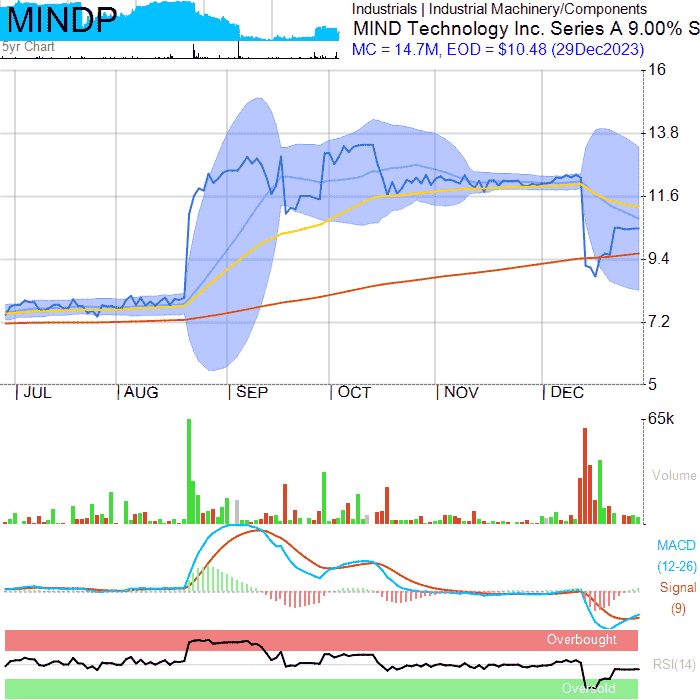 MINDP
Industrials | Industrial Machinery/Components
MIND Technology Inc. Series A 9.00% S
5yr Chart
MC = 14.7M, EOD = $10.48 (29Dec2023)
16
13.8
11.6
9.4
7.2
5
JUL AUG SEP OCT NOV DEC
65k
Volume
MACD
(12-26)
Signal
(9)
Overbought
RSI(14)
Oversold